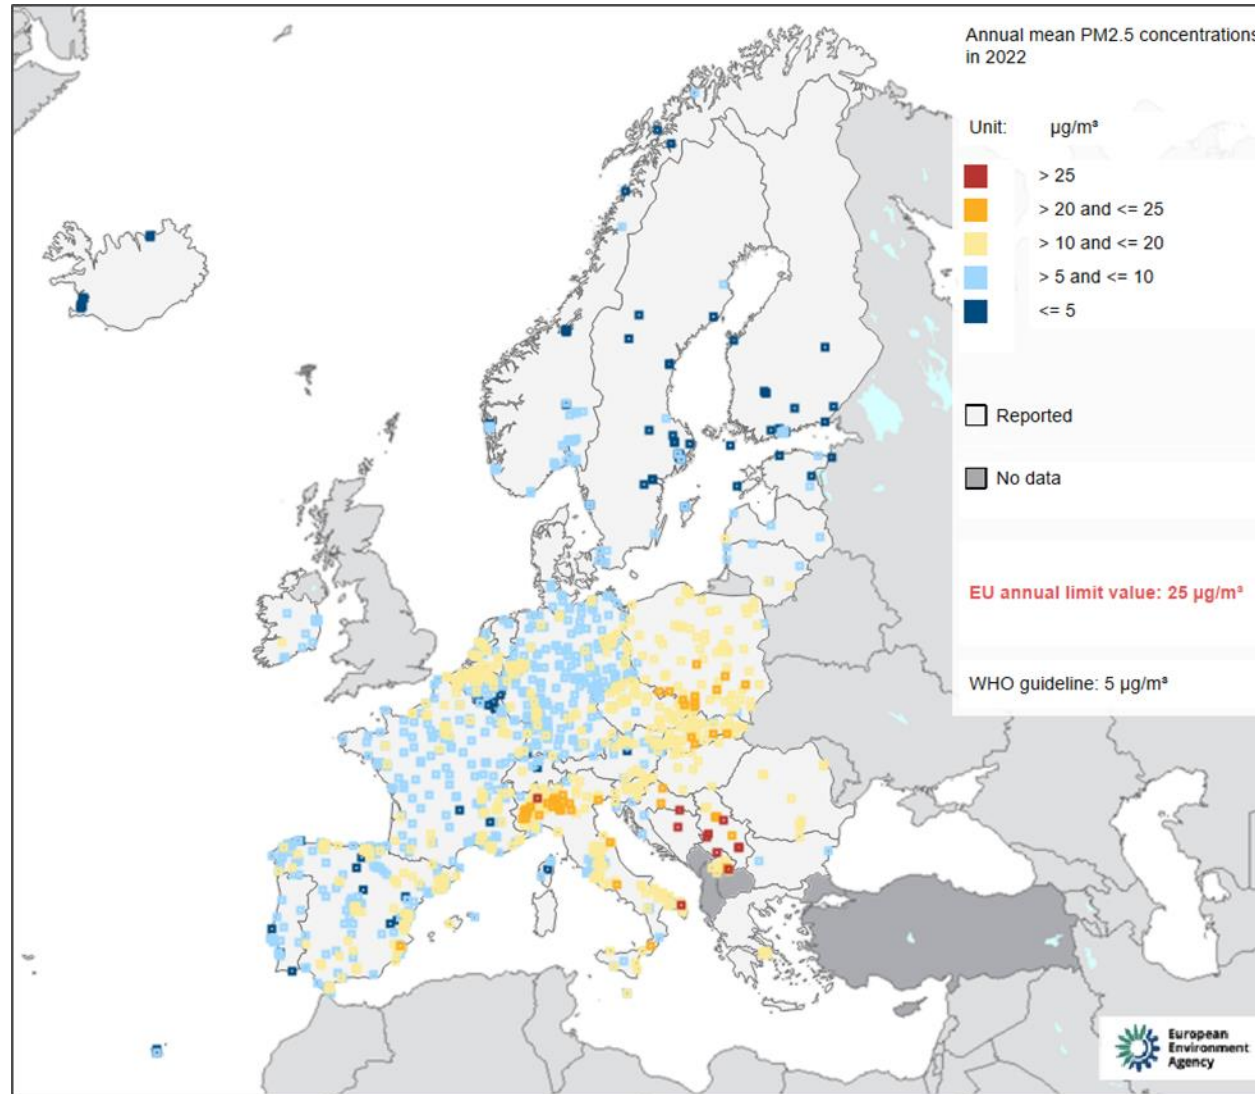 Annual mean PM2.5 concentrations
in 2022
Unit: µg/m³
> 25
> 20 and <= 25
> 10 and <= 20
> 5 and <= 10
<= 5
Reported
No data
EU annual limit value: 25 µg/m³
WHO guideline: 5 µg/m³
European
Environment
Agency